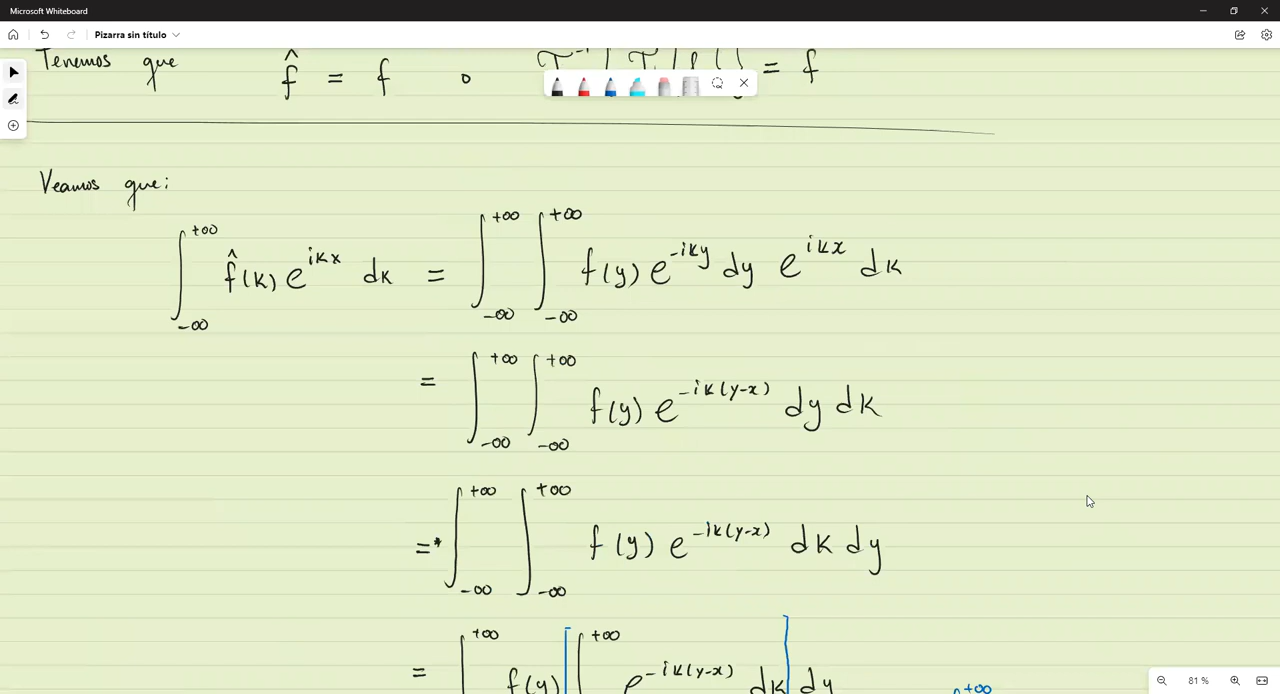 Microsoft Whiteboard
Pizarra sin título
Tenemos que f̂ = f o = f
Veamos que:
∫_{-∞}^{+∞} f̂(k) e^{ikx} dk = ∫_{-∞}^{+∞} ∫_{-∞}^{+∞} f(y) e^{-iky} dy e^{ikx} dk
= ∫_{-∞}^{+∞} ∫_{-∞}^{+∞} f(y) e^{-ik(y-x)} dy dk
=* ∫_{-∞}^{+∞} ∫_{-∞}^{+∞} f(y) e^{-ik(y-x)} dk dy
= ∫^{+∞} f(y) [∫^{+∞} e^{-ik(y-x)} dk] dy
+∞
81 %